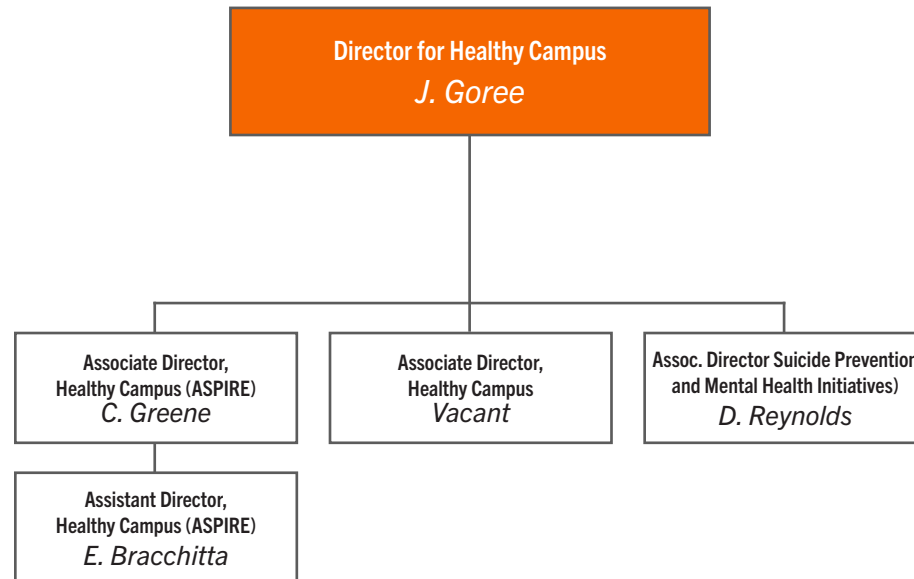 Director for Healthy Campus
J. Goree
Associate Director,
Healthy Campus (ASPIRE)
C. Greene
Associate Director,
Healthy Campus
Vacant
Assoc. Director Suicide Prevention
and Mental Health Initiatives)
D. Reynolds
Assistant Director,
Healthy Campus (ASPIRE)
E. Bracchitta